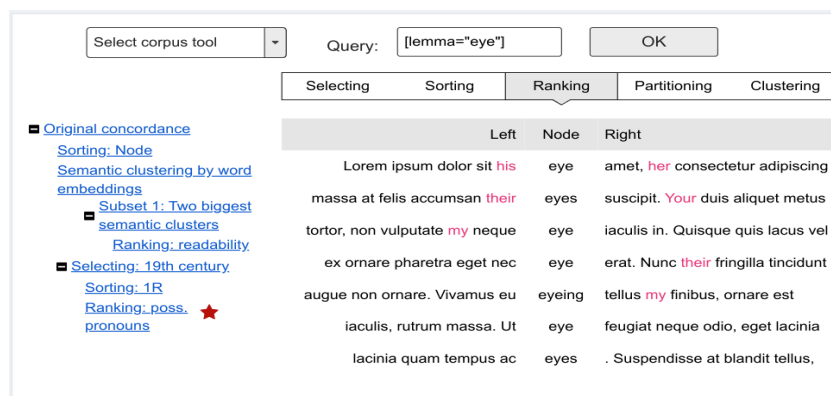 Select corpus tool Query: [lemma="eye"] OK
Selecting Sorting Ranking Partitioning Clustering
Original concordance
Sorting: Node
Semantic clustering by word
embeddings
Subset 1: Two biggest
semantic clusters
Ranking: readability
Selecting: 19th century
Sorting: 1R
Ranking: poss.
pronouns
Left Node Right
Lorem ipsum dolor sit his eye amet, her consectetur adipiscing
massa at felis accumsan their eyes suscipit. Your duis aliquet metus
tortor, non vulputate my neque eye iaculis in. Quisque quis lacus vel
ex ornare pharetra eget nec eye erat. Nunc their fringilla tincidunt
augue non ornare. Vivamus eu eyeing tellus my finibus, ornare est
iaculis, rutrum massa. Ut eye feugiat neque odio, eget lacinia
lacinia quam tempus ac eyes . Suspendisse at blandit tellus,